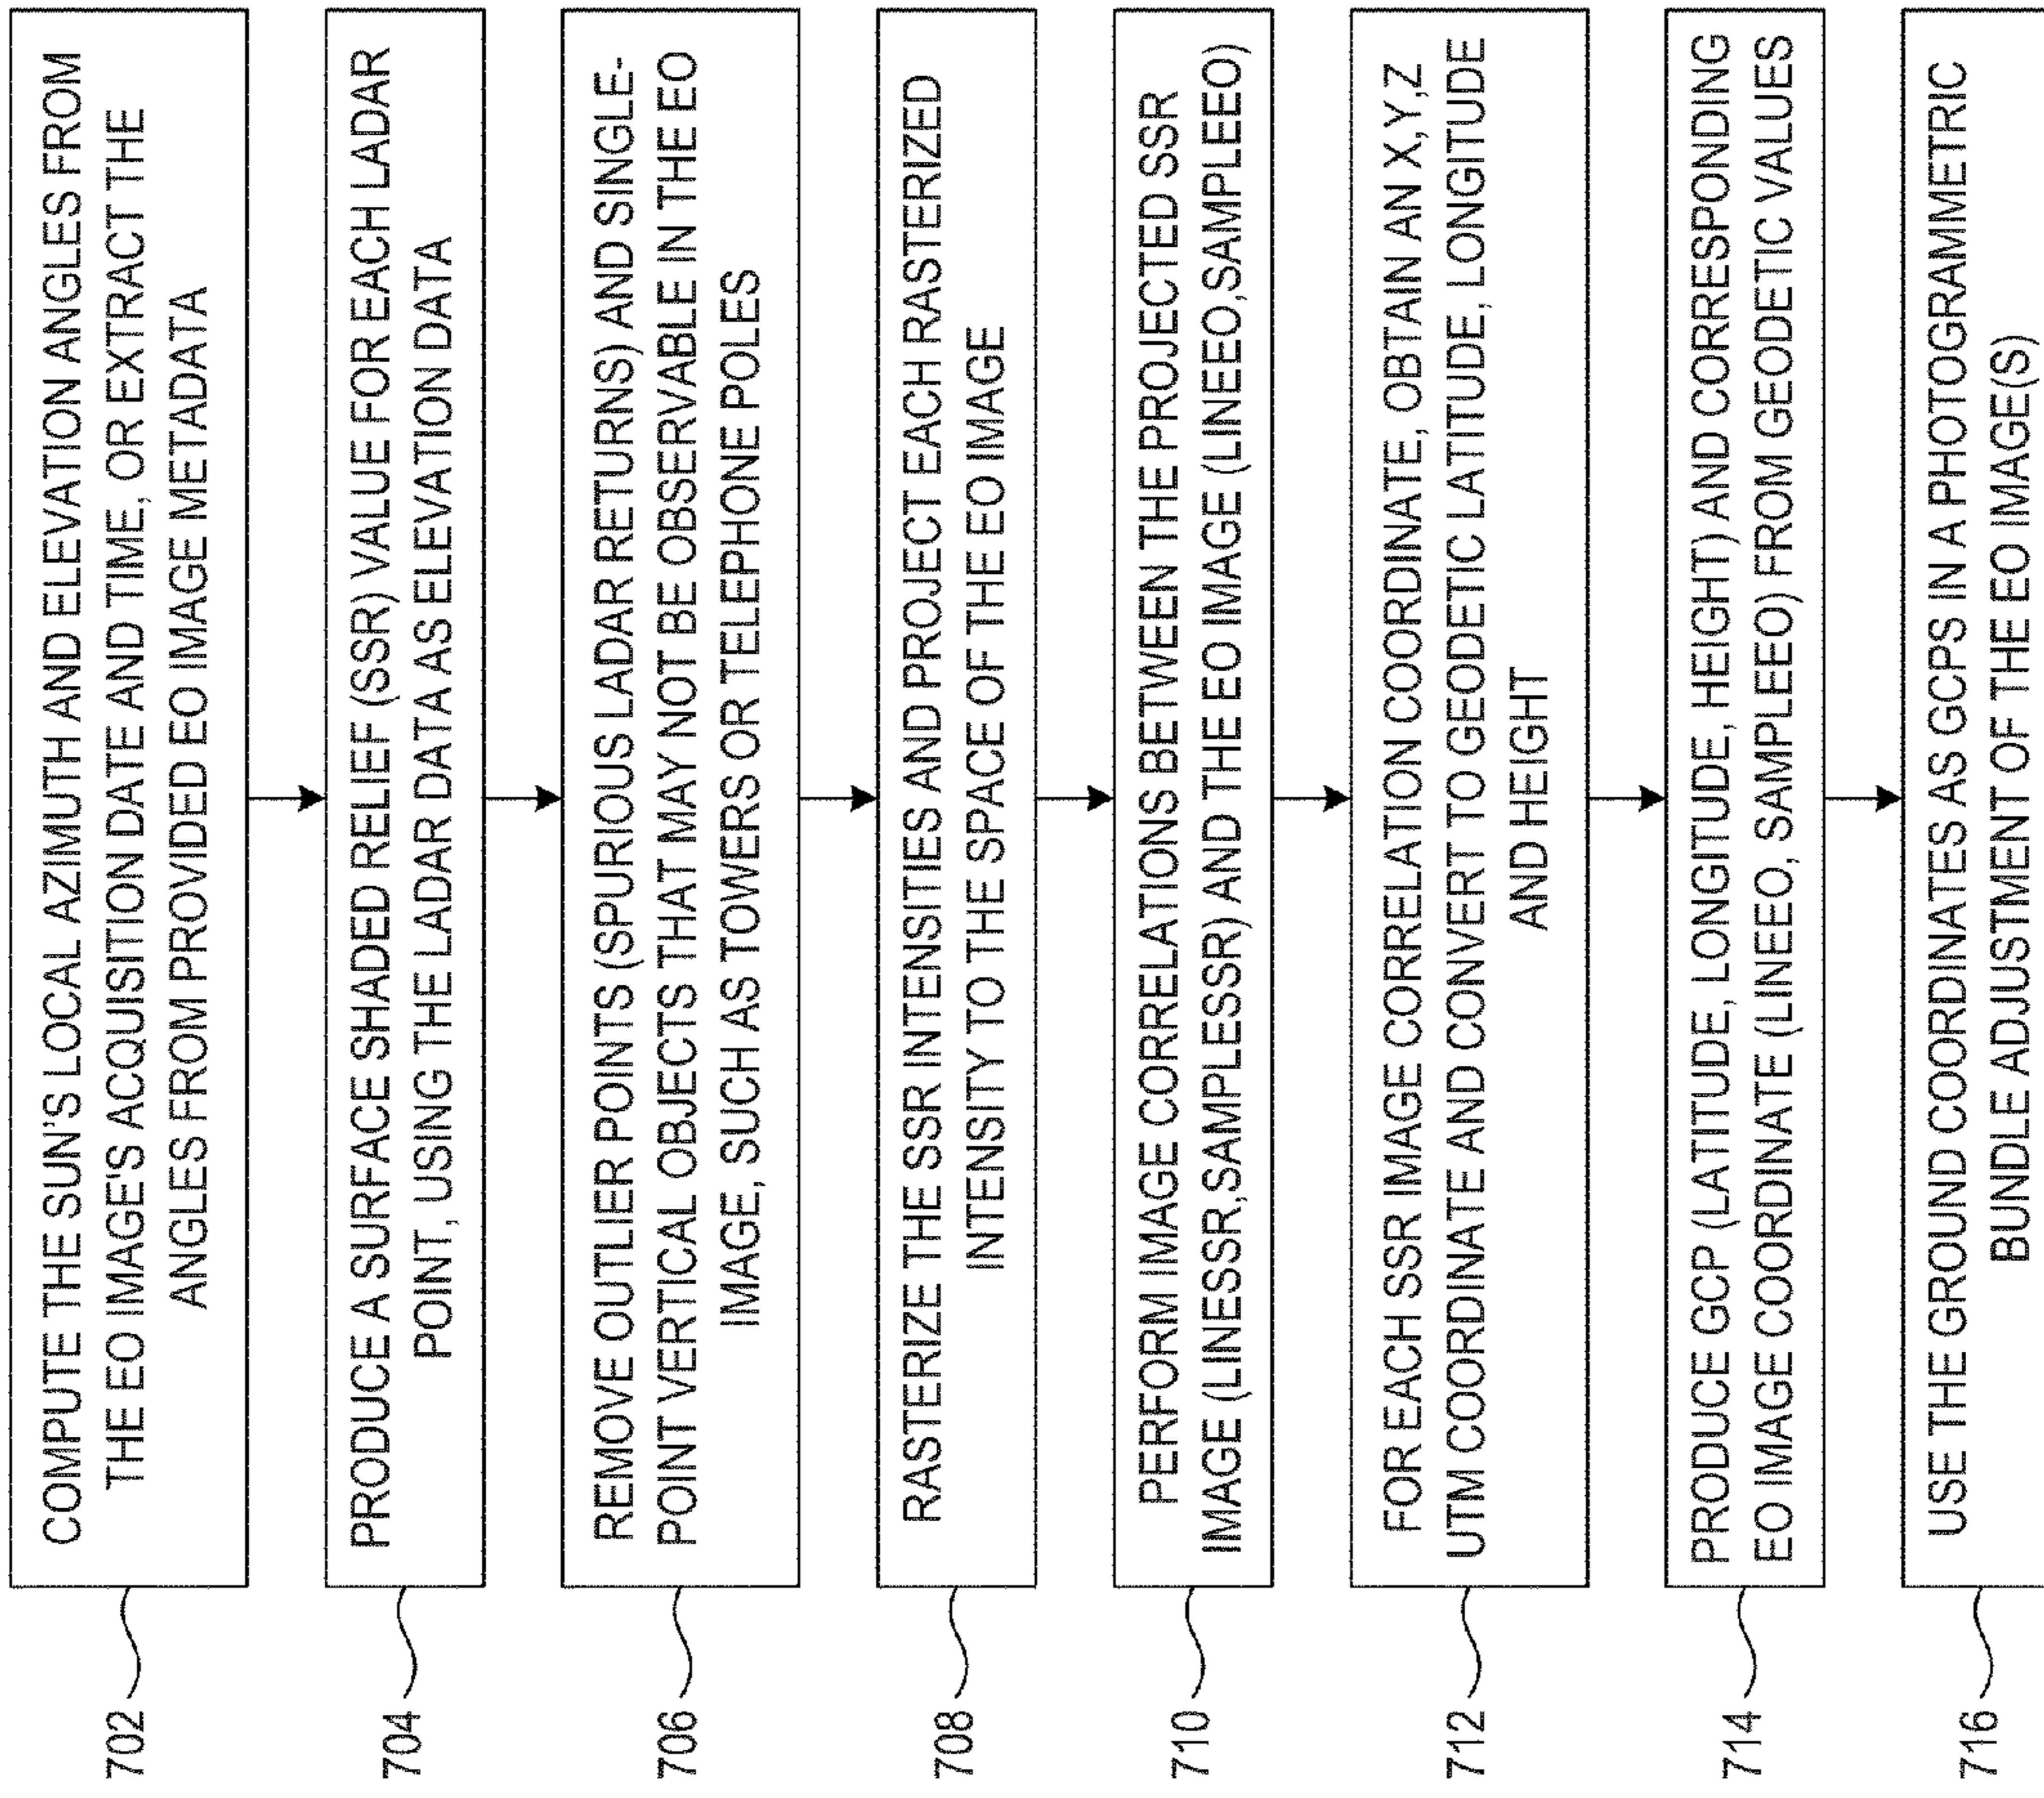 702
COMPUTE THE SUN'S LOCAL AZIMUTH AND ELEVATION ANGLES FROM
THE EO IMAGE'S ACQUISITION DATE AND TIME, OR EXTRACT THE
ANGLES FROM PROVIDED EO IMAGE METADATA
704
PRODUCE A SURFACE SHADED RELIEF (SSR) VALUE FOR EACH LADAR
POINT, USING THE LADAR DATA AS ELEVATION DATA
706
REMOVE OUTLIER POINTS (SPURIOUS LADAR RETURNS) AND SINGLE-
POINT VERTICAL OBJECTS THAT MAY NOT BE OBSERVABLE IN THE EO
IMAGE, SUCH AS TOWERS OR TELEPHONE POLES
708
RASTERIZE THE SSR INTENSITIES AND PROJECT EACH RASTERIZED
INTENSITY TO THE SPACE OF THE EO IMAGE
710
PERFORM IMAGE CORRELATIONS BETWEEN THE PROJECTED SSR
IMAGE (LINESSR,SAMPLESSR) AND THE EO IMAGE (LINEEO,SAMPLEEO)
712
FOR EACH SSR IMAGE CORRELATION COORDINATE, OBTAIN AN X,Y,Z
UTM COORDINATE AND CONVERT TO GEODETIC LATITUDE, LONGITUDE
AND HEIGHT
714
PRODUCE GCP (LATITUDE, LONGITUDE, HEIGHT) AND CORRESPONDING
EO IMAGE COORDINATE (LINEEO, SAMPLEEO) FROM GEODETIC VALUES
716
USE THE GROUND COORDINATES AS GCPS IN A PHOTOGRAMMETRIC
BUNDLE ADJUSTMENT OF THE EO IMAGE(S)